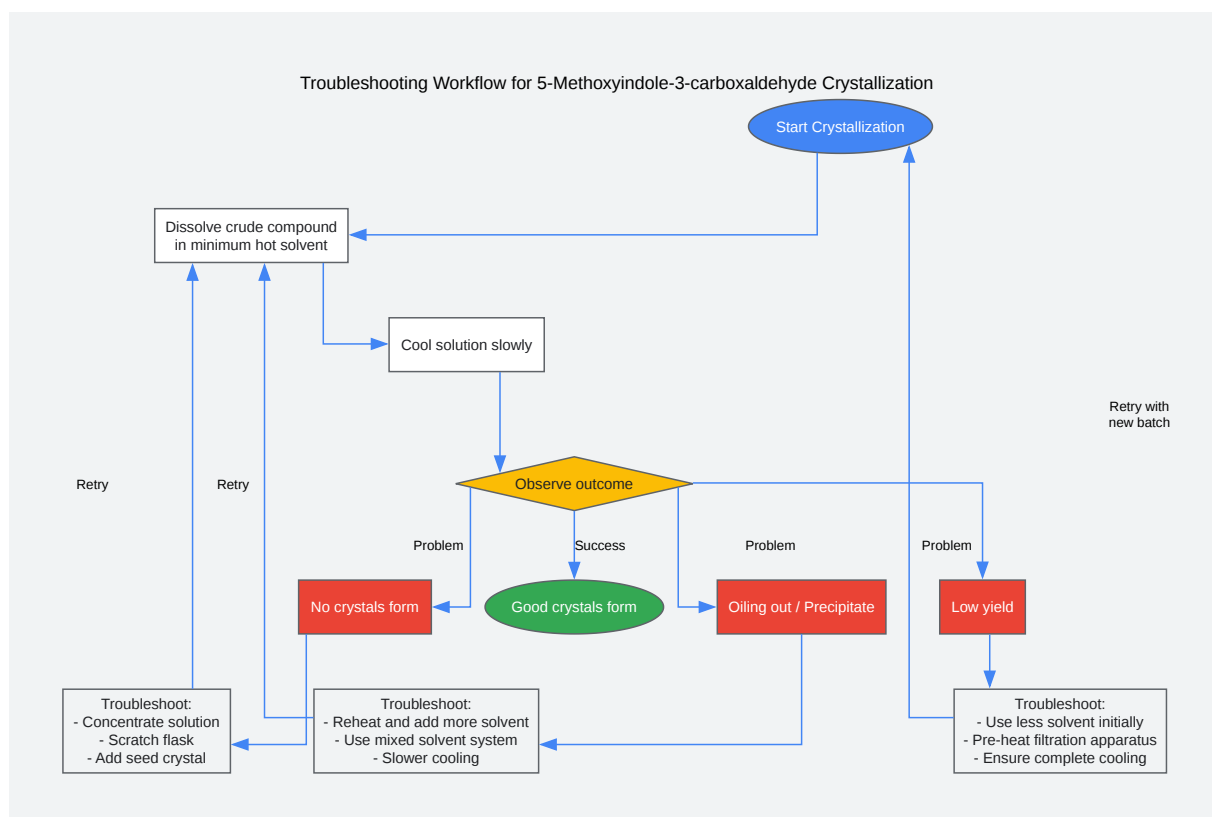 Troubleshooting Workflow for 5-Methoxyindole-3-carboxaldehyde Crystallization
Start Crystallization
Dissolve crude compound
in minimum hot solvent
Cool solution slowly
Retry with
new batch
Retry
Retry
Observe outcome
Problem
Success
Problem
Problem
No crystals form
Good crystals form
Oiling out / Precipitate
Low yield
Troubleshoot:
- Concentrate solution
- Scratch flask
- Add seed crystal
Troubleshoot:
- Reheat and add more solvent
- Use mixed solvent system
- Slower cooling
Troubleshoot:
- Use less solvent initially
- Pre-heat filtration apparatus
- Ensure complete cooling